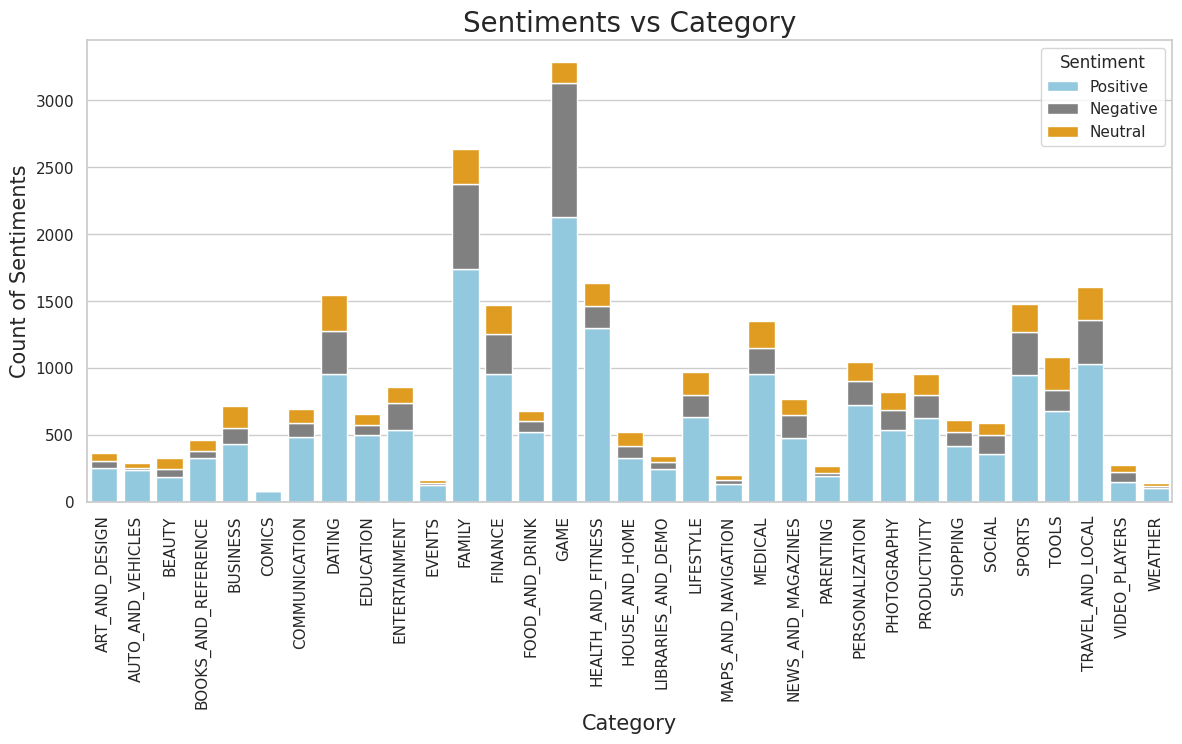 Sentiments vs Category
Sentiment
Positive
Negative
Neutral
Count of Sentiments
3000
2500
2000
1500
1000
500
0
ART_AND_DESIGN
AUTO_AND_VEHICLES
BEAUTY
BOOKS_AND_REFERENCE
BUSINESS
COMICS
COMMUNICATION
DATING
EDUCATION
ENTERTAINMENT
EVENTS
FAMILY
FINANCE
FOOD_AND_DRINK
GAME
HEALTH_AND_FITNESS
HOUSE_AND_HOME
LIBRARIES_AND_DEMO
LIFESTYLE
MAPS_AND_NAVIGATION
MEDICAL
NEWS_AND_MAGAZINES
PARENTING
PERSONALIZATION
PHOTOGRAPHY
PRODUCTIVITY
SHOPPING
SOCIAL
SPORTS
TOOLS
TRAVEL_AND_LOCAL
VIDEO_PLAYERS
WEATHER
Category